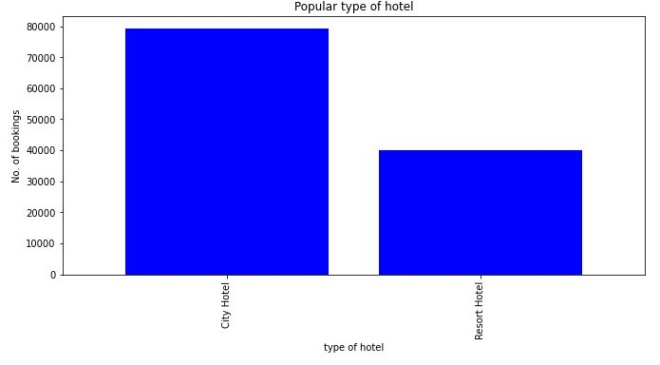 Popular type of hotel
No. of bookings
80000
70000
60000
50000
40000
30000
20000
10000
0
City Hotel
Resort Hotel
type of hotel